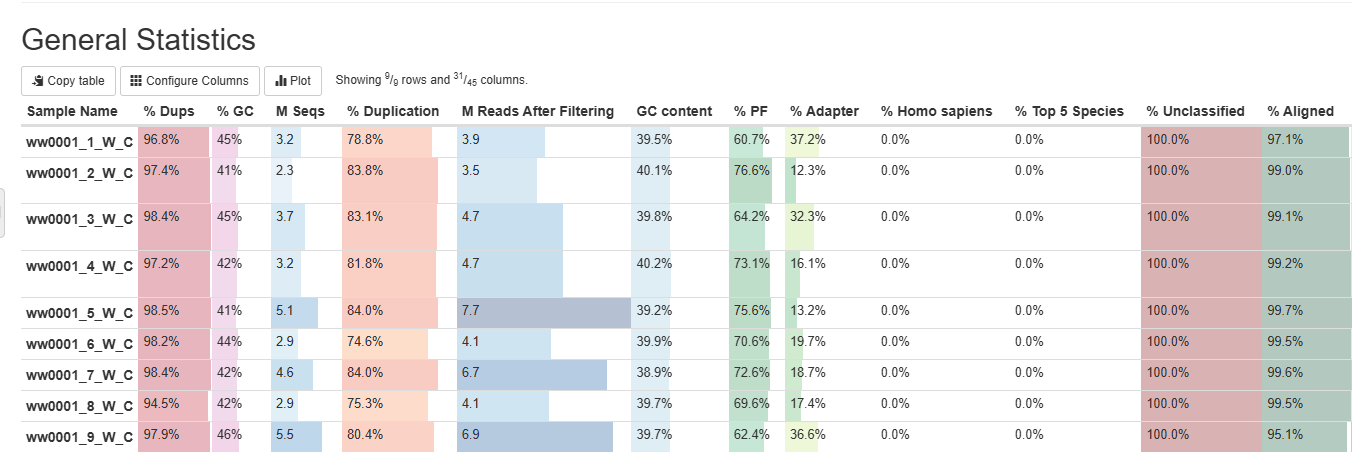 General Statistics
Copy table Configure Columns Plot Showing 9/9 rows and 31/45 columns.
Sample Name % Dups % GC M Seqs % Duplication M Reads After Filtering GC content % PF % Adapter % Homo sapiens % Top 5 Species % Unclassified % Aligned
ww0001_1_W_C 96.8% 45% 3.2 78.8% 3.9 39.5% 60.7% 37.2% 0.0% 0.0% 100.0% 97.1%
ww0001_2_W_C 97.4% 41% 2.3 83.8% 3.5 40.1% 76.6% 12.3% 0.0% 0.0% 100.0% 99.0%
ww0001_3_W_C 98.4% 45% 3.7 83.1% 4.7 39.8% 64.2% 32.3% 0.0% 0.0% 100.0% 99.1%
ww0001_4_W_C 97.2% 42% 3.2 81.8% 4.7 40.2% 73.1% 16.1% 0.0% 0.0% 100.0% 99.2%
ww0001_5_W_C 98.5% 41% 5.1 84.0% 7.7 39.2% 75.6% 13.2% 0.0% 0.0% 100.0% 99.7%
ww0001_6_W_C 98.2% 44% 2.9 74.6% 4.1 39.9% 70.6% 19.7% 0.0% 0.0% 100.0% 99.5%
ww0001_7_W_C 98.4% 42% 4.6 84.0% 6.7 38.9% 72.6% 18.7% 0.0% 0.0% 100.0% 99.6%
ww0001_8_W_C 94.5% 42% 2.9 75.3% 4.1 39.7% 69.6% 17.4% 0.0% 0.0% 100.0% 99.5%
ww0001_9_W_C 97.9% 46% 5.5 80.4% 6.9 39.7% 62.4% 36.6% 0.0% 0.0% 100.0% 95.1%